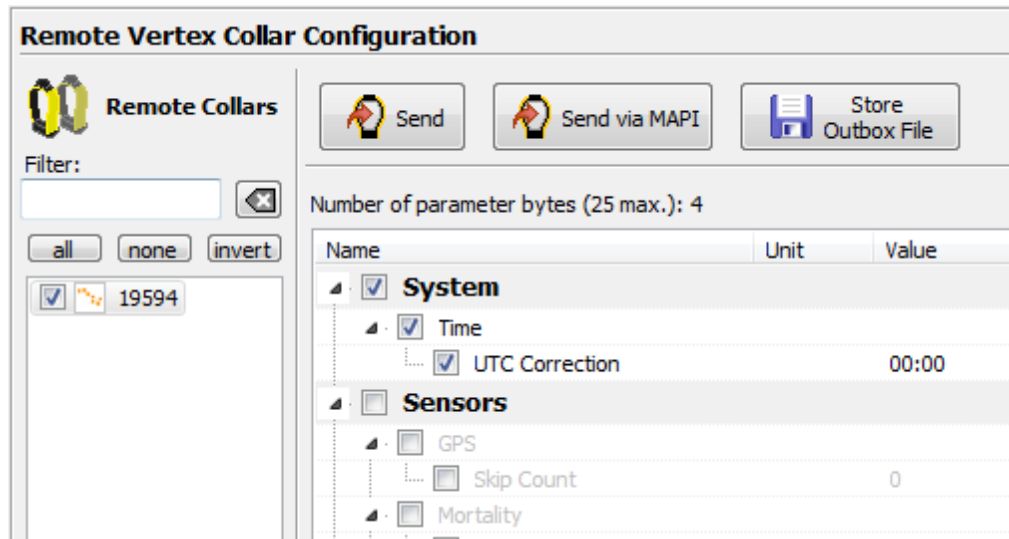 Remote Vertex Collar Configuration
Remote Collars
Filter:
all none invert
19594
Send
Send via MAPI
Store
Outbox File
Number of parameter bytes (25 max.): 4
Name Unit Value
System
Time
UTC Correction 00:00
Sensors
GPS
Skip Count 0
Mortality